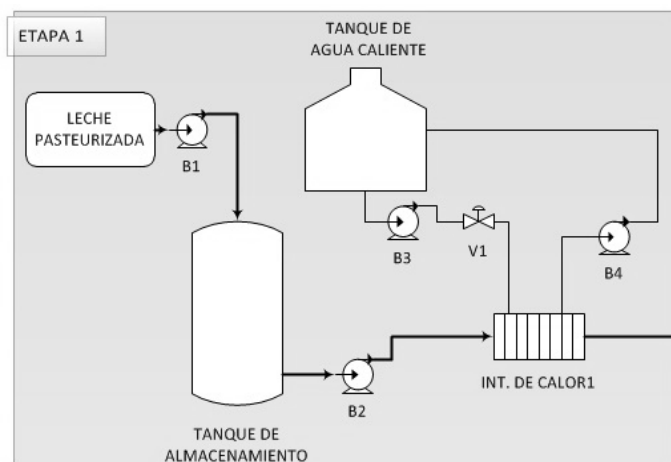 ETAPA 1
TANQUE DE
AGUA CALIENTE
LECHE
PASTEURIZADA
B1
B3
V1
B4
B2
INT. DE CALOR1
TANQUE DE
ALMACENAMIENTO